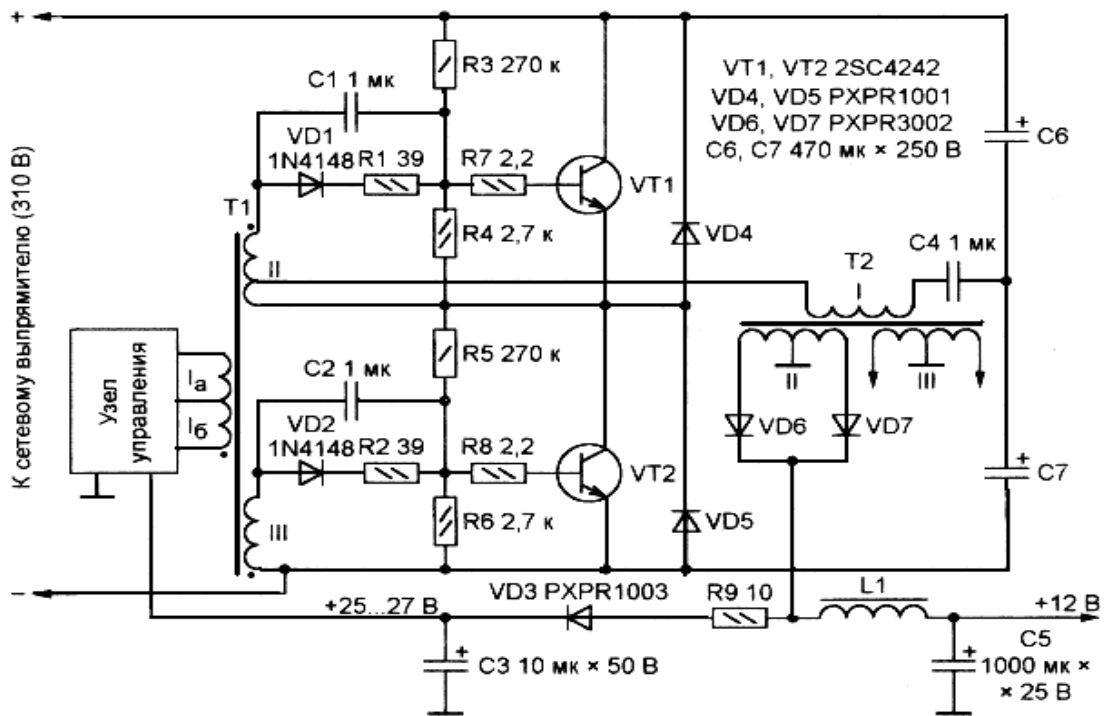 +
R3 270 к
C1 1 мк
VD1
1N4148
R1 39
R7 2,2
VT1
VT1, VT2 2SC4242
VD4, VD5 PXPR1001
VD6, VD7 PXPR3002
C6, C7 470 мк × 250 В
+
C6
К сетевому выпрямителю (310 В)
T1
R4 2,7 к
VD4
II
T2
I
C4 1 мк
Узел
управления
Iа
Iб
R5 270 к
C2 1 мк
VD2
1N4148
R2 39
R8 2,2
VT2
II
III
VD6
VD7
+
C7
III
R6 2,7 к
VD5
–
+25...27 В
VD3 PXPR1003
R9 10
L1
+12 В
+
C3 10 мк × 50 В
+
C5
1000 мк ×
× 25 В